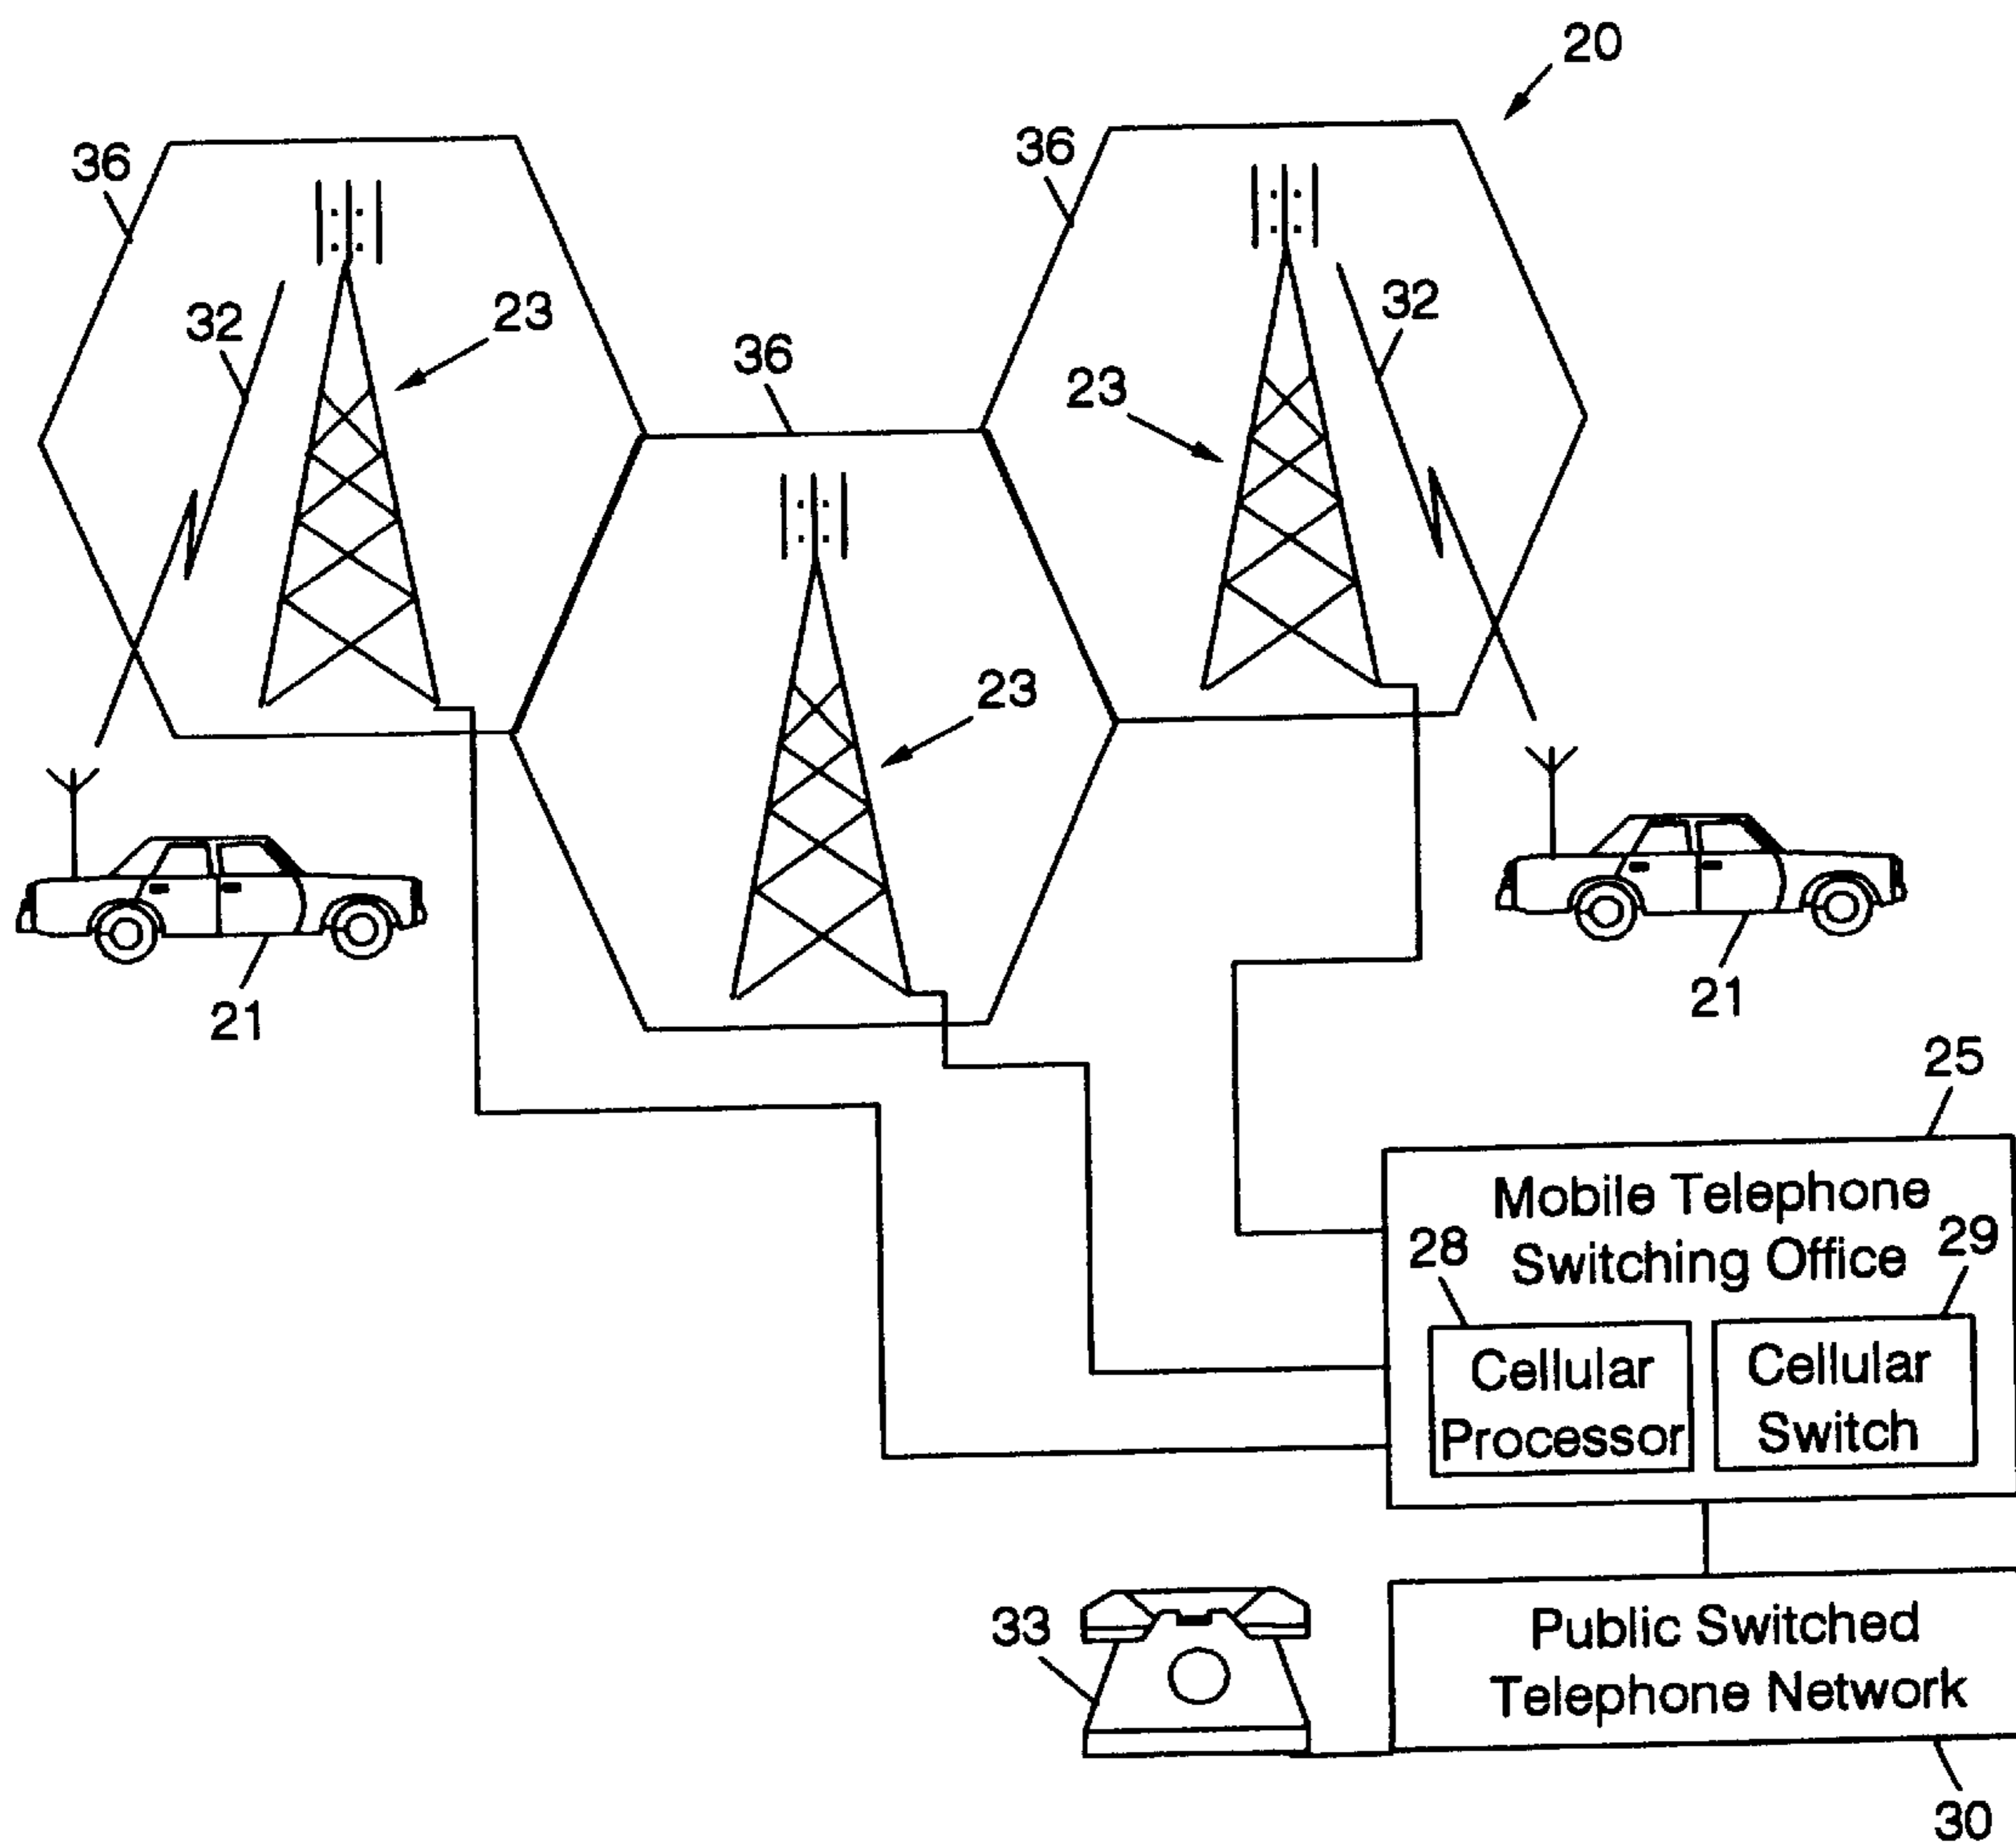 20
36
36
32
23
36
32
23
23
21
21
25
Mobile Telephone
Switching Office
28
29
Cellular
Processor
Cellular
Switch
33
Public Switched
Telephone Network
30